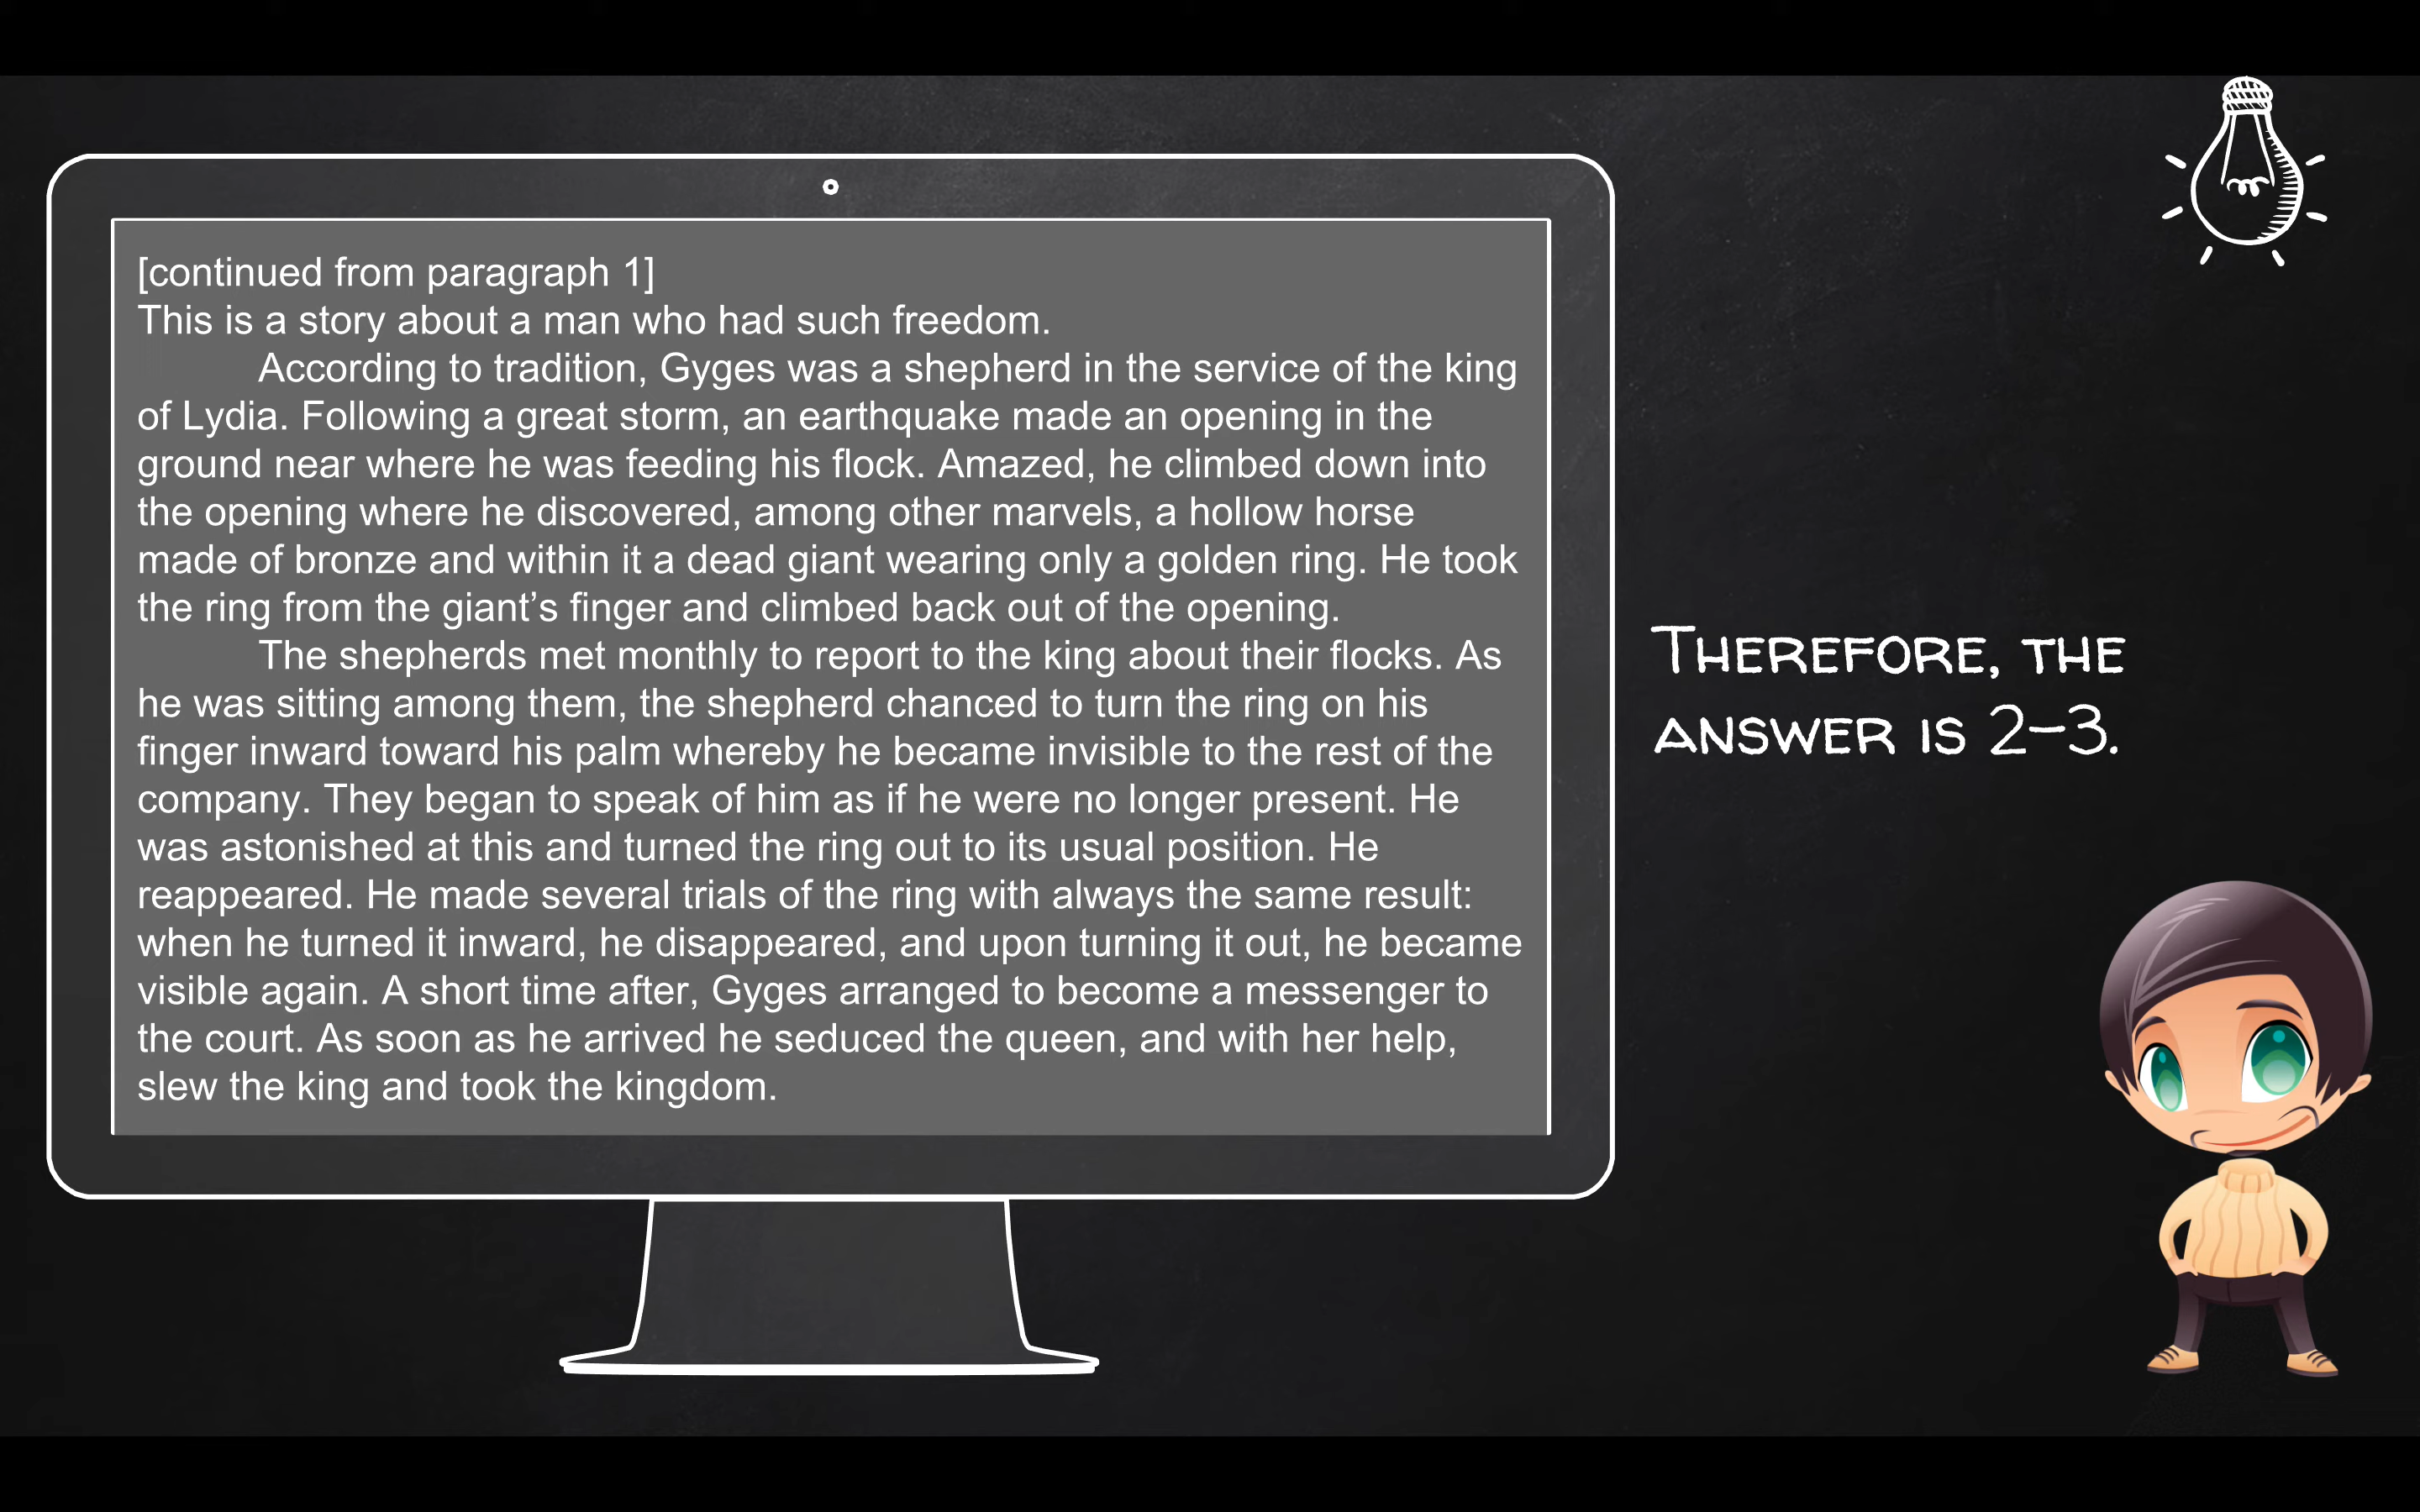 [continued from paragraph 1]
This is a story about a man who had such freedom.
According to tradition, Gyges was a shepherd in the service of the king
of Lydia. Following a great storm, an earthquake made an opening in the
ground near where he was feeding his flock. Amazed, he climbed down into
the opening where he discovered, among other marvels, a hollow horse
made of bronze and within it a dead giant wearing only a golden ring. He took
the ring from the giant’s finger and climbed back out of the opening.
The shepherds met monthly to report to the king about their flocks. As
he was sitting among them, the shepherd chanced to turn the ring on his
finger inward toward his palm whereby he became invisible to the rest of the
company. They began to speak of him as if he were no longer present. He
was astonished at this and turned the ring out to its usual position. He
reappeared. He made several trials of the ring with always the same result:
when he turned it inward, he disappeared, and upon turning it out, he became
visible again. A short time after, Gyges arranged to become a messenger to
the court. As soon as he arrived he seduced the queen, and with her help,
slew the king and took the kingdom.
Therefore, the
answer is 2-3.